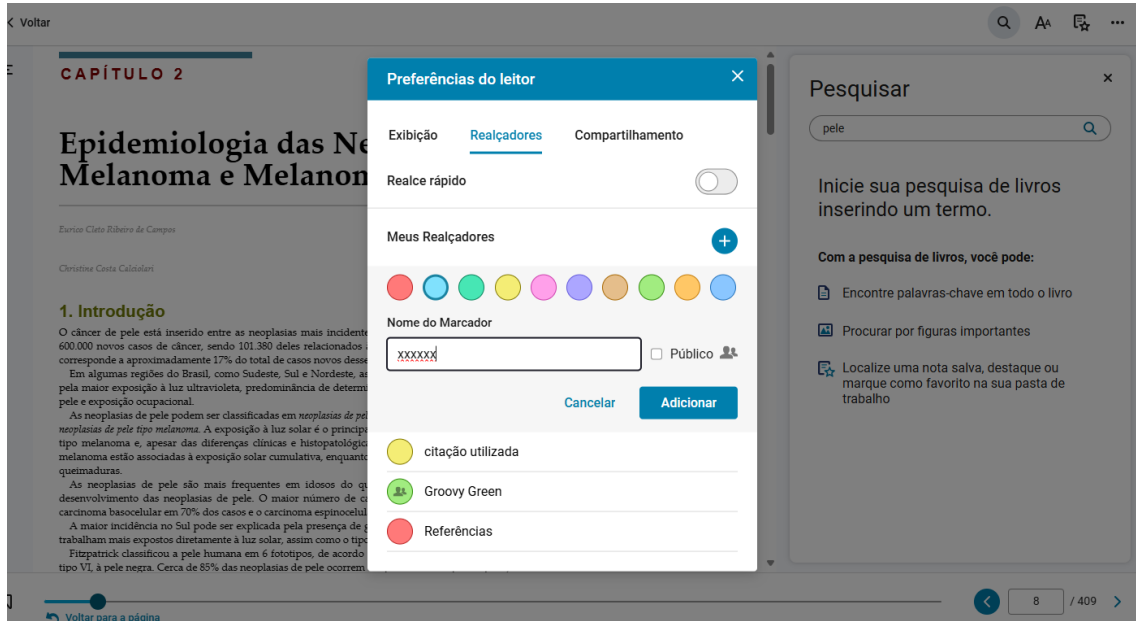 Voltar
CAPÍTULO 2
Epidemiologia das Ne
Melanoma e Melanon
Eurico Cleto Ribeiro de Campos
Christine Costa Calciolari
1. Introdução
O câncer de pele está inserido entre as neoplasias mais incidente
600.000 novos casos de câncer, sendo 101.380 deles relacionados
corresponde a aproximadamente 17% do total de casos novos desse
Em algumas regiões do Brasil, como Sudeste, Sul e Nordeste, as
pela maior exposição à luz ultravioleta, predominância de determi
pele e exposição ocupacional.
As neoplasias de pele podem ser classificadas em neoplasias de pel
neoplasias de pele tipo melanoma. A exposição à luz solar é o principa
tipo melanoma e, apesar das diferenças clínicas e histopatológic
melanoma estão associadas à exposição solar cumulativa, enquanto
queimaduras.
As neoplasias de pele são mais frequentes em idosos do qu
desenvolvimento das neoplasias de pele. O maior número de ca
carcinoma basocelular em 70% dos casos e o carcinoma espinocelul
A maior incidência no Sul pode ser explicada pela presença de g
trabalham mais expostos diretamente à luz solar, assim como o tipo
Fitzpatrick classificou a pele humana em 6 fototipos, de acordo
tipo VI, à pele negra. Cerca de 85% das neoplasias de pele ocorrem
Preferências do leitor
Exibição Realçadores Compartilhamento
Realce rápido
Meus Realçadores
Nome do Marcador
xxxxxx
Público
Cancelar Adicionar
citação utilizada
Groovy Green
Referências
Pesquisar
pele
Inicie sua pesquisa de livros
inserindo um termo.
Com a pesquisa de livros, você pode:
Encontre palavras-chave em todo o livro
Procurar por figuras importantes
Localize uma nota salva, destaque ou
marque como favorito na sua pasta de
trabalho
Voltar para a página
8 / 409